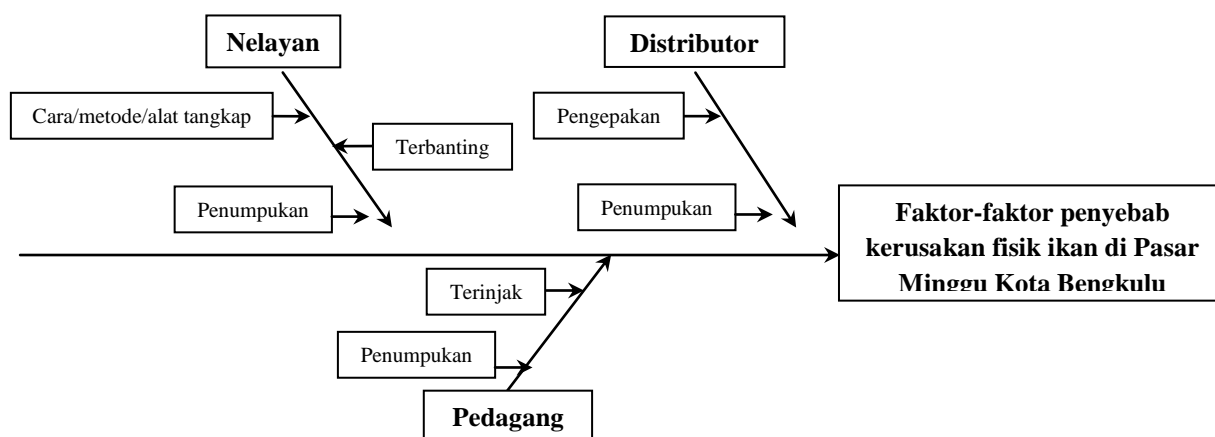 Nelayan
Distributor
Cara/metode/alat tangkap
Pengepakan
Terbanting
Penumpukan
Penumpukan
Faktor-faktor penyebab
kerusakan fisik ikan di Pasar
Minggu Kota Bengkulu
Terinjak
Penumpukan
Pedagang